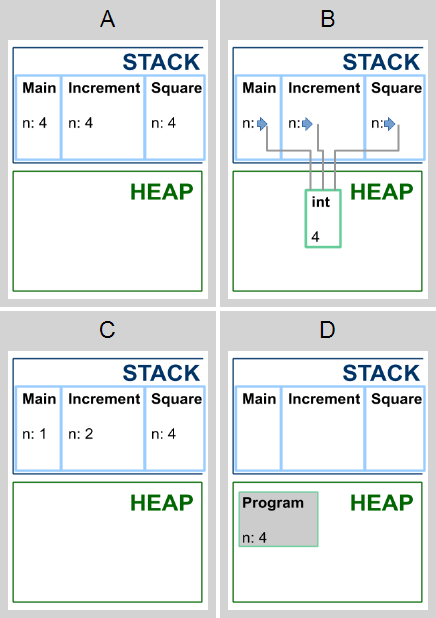 A
STACK
Main Increment Square
n: 4 n: 4 n: 4
HEAP
B
STACK
Main Increment Square
n: n: n:
HEAP
int
4
C
STACK
Main Increment Square
n: 1 n: 2 n: 4
HEAP
D
STACK
Main Increment Square
Program HEAP
n: 4